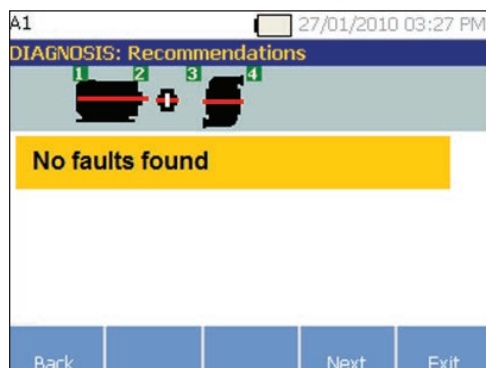 A1 27/01/2010 03:27 PM
DIAGNOSIS: Recommendations
1 2 3 4
No faults found
Back Next Exit